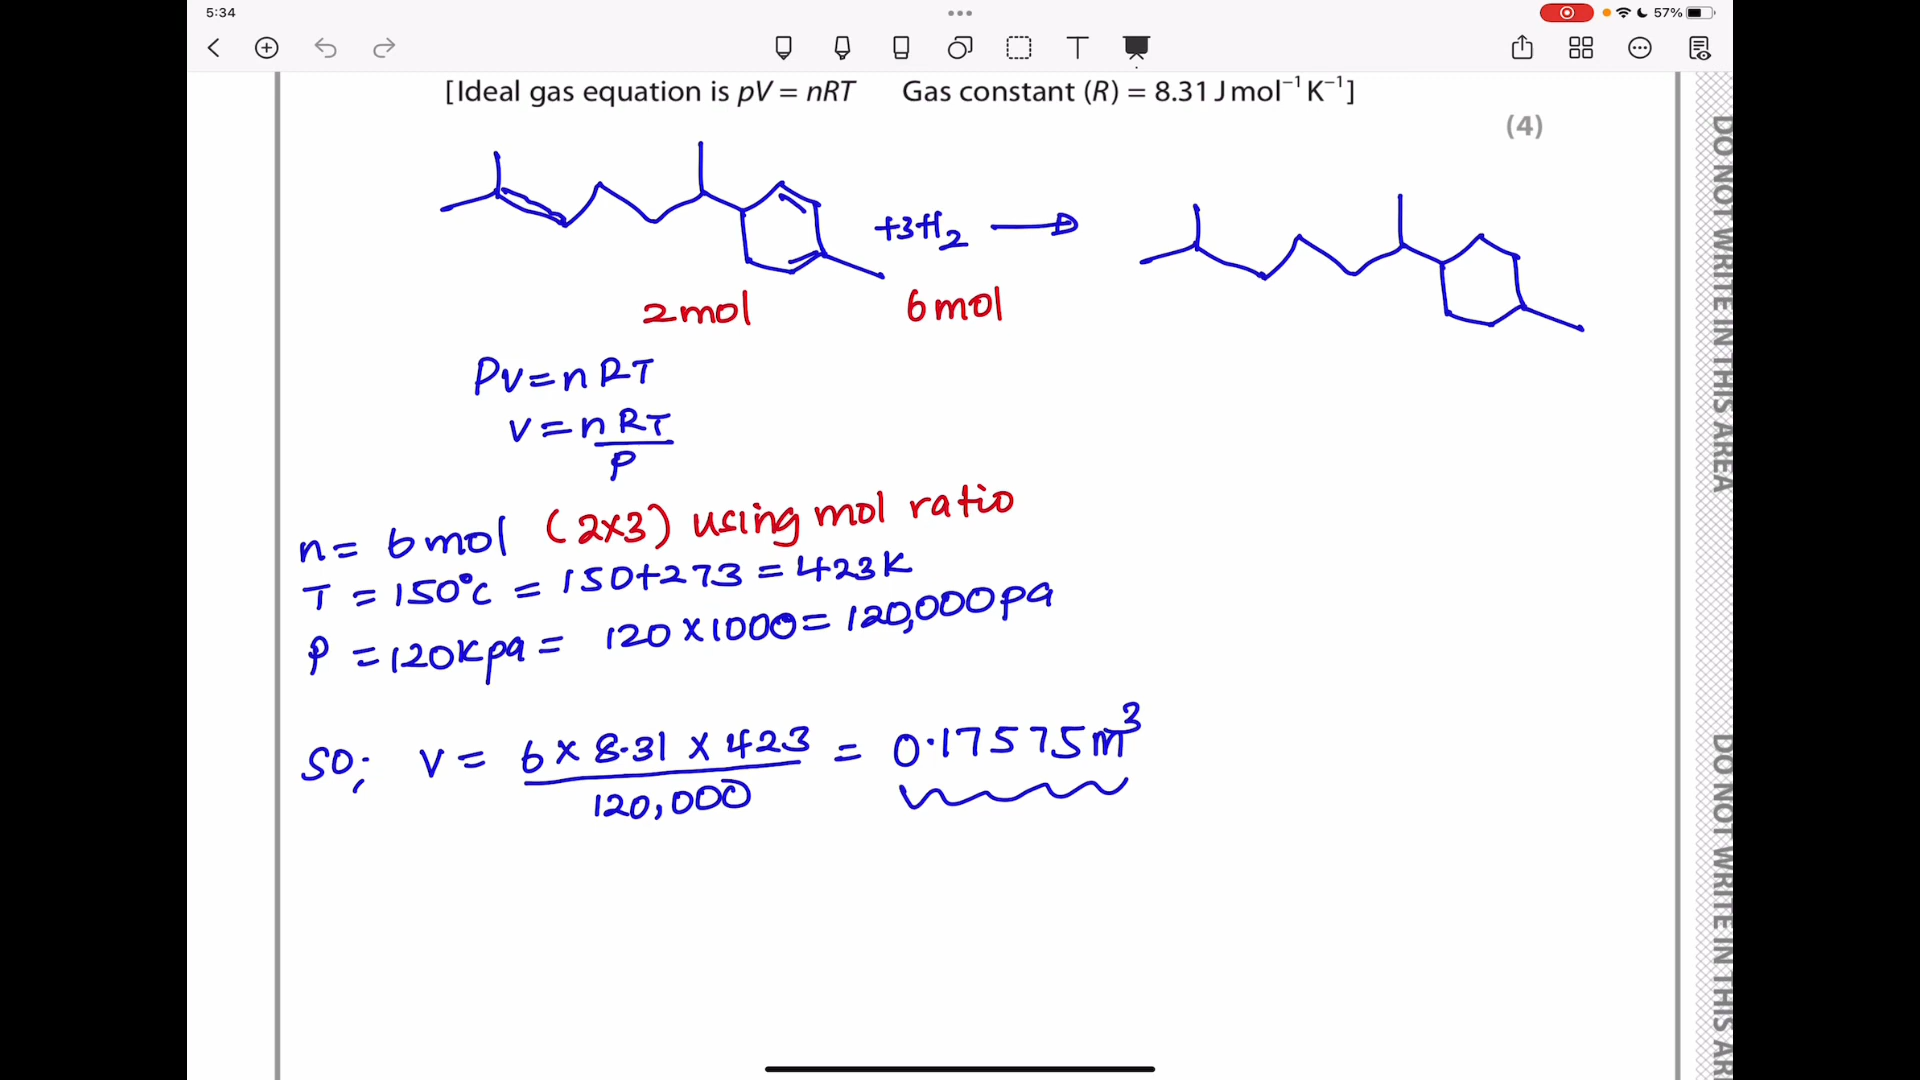 5:34
57%
[Ideal gas equation is pV = nRT Gas constant (R) = 8.31 J mol⁻¹ K⁻¹]
(4)
+3H₂
2mol 6mol
PV=nRT
V=nRT
P
n= 6mol (2x3) using mol ratio
T = 150°C = 150+273 = 423K
P =120Kpa = 120 x1000= 120,000pa
SO; V= 6x 8.31 x 423 = 0.17575m³
120,000
DO NOT WRITE IN THIS AREA
DO NOT WRITE IN THIS AR